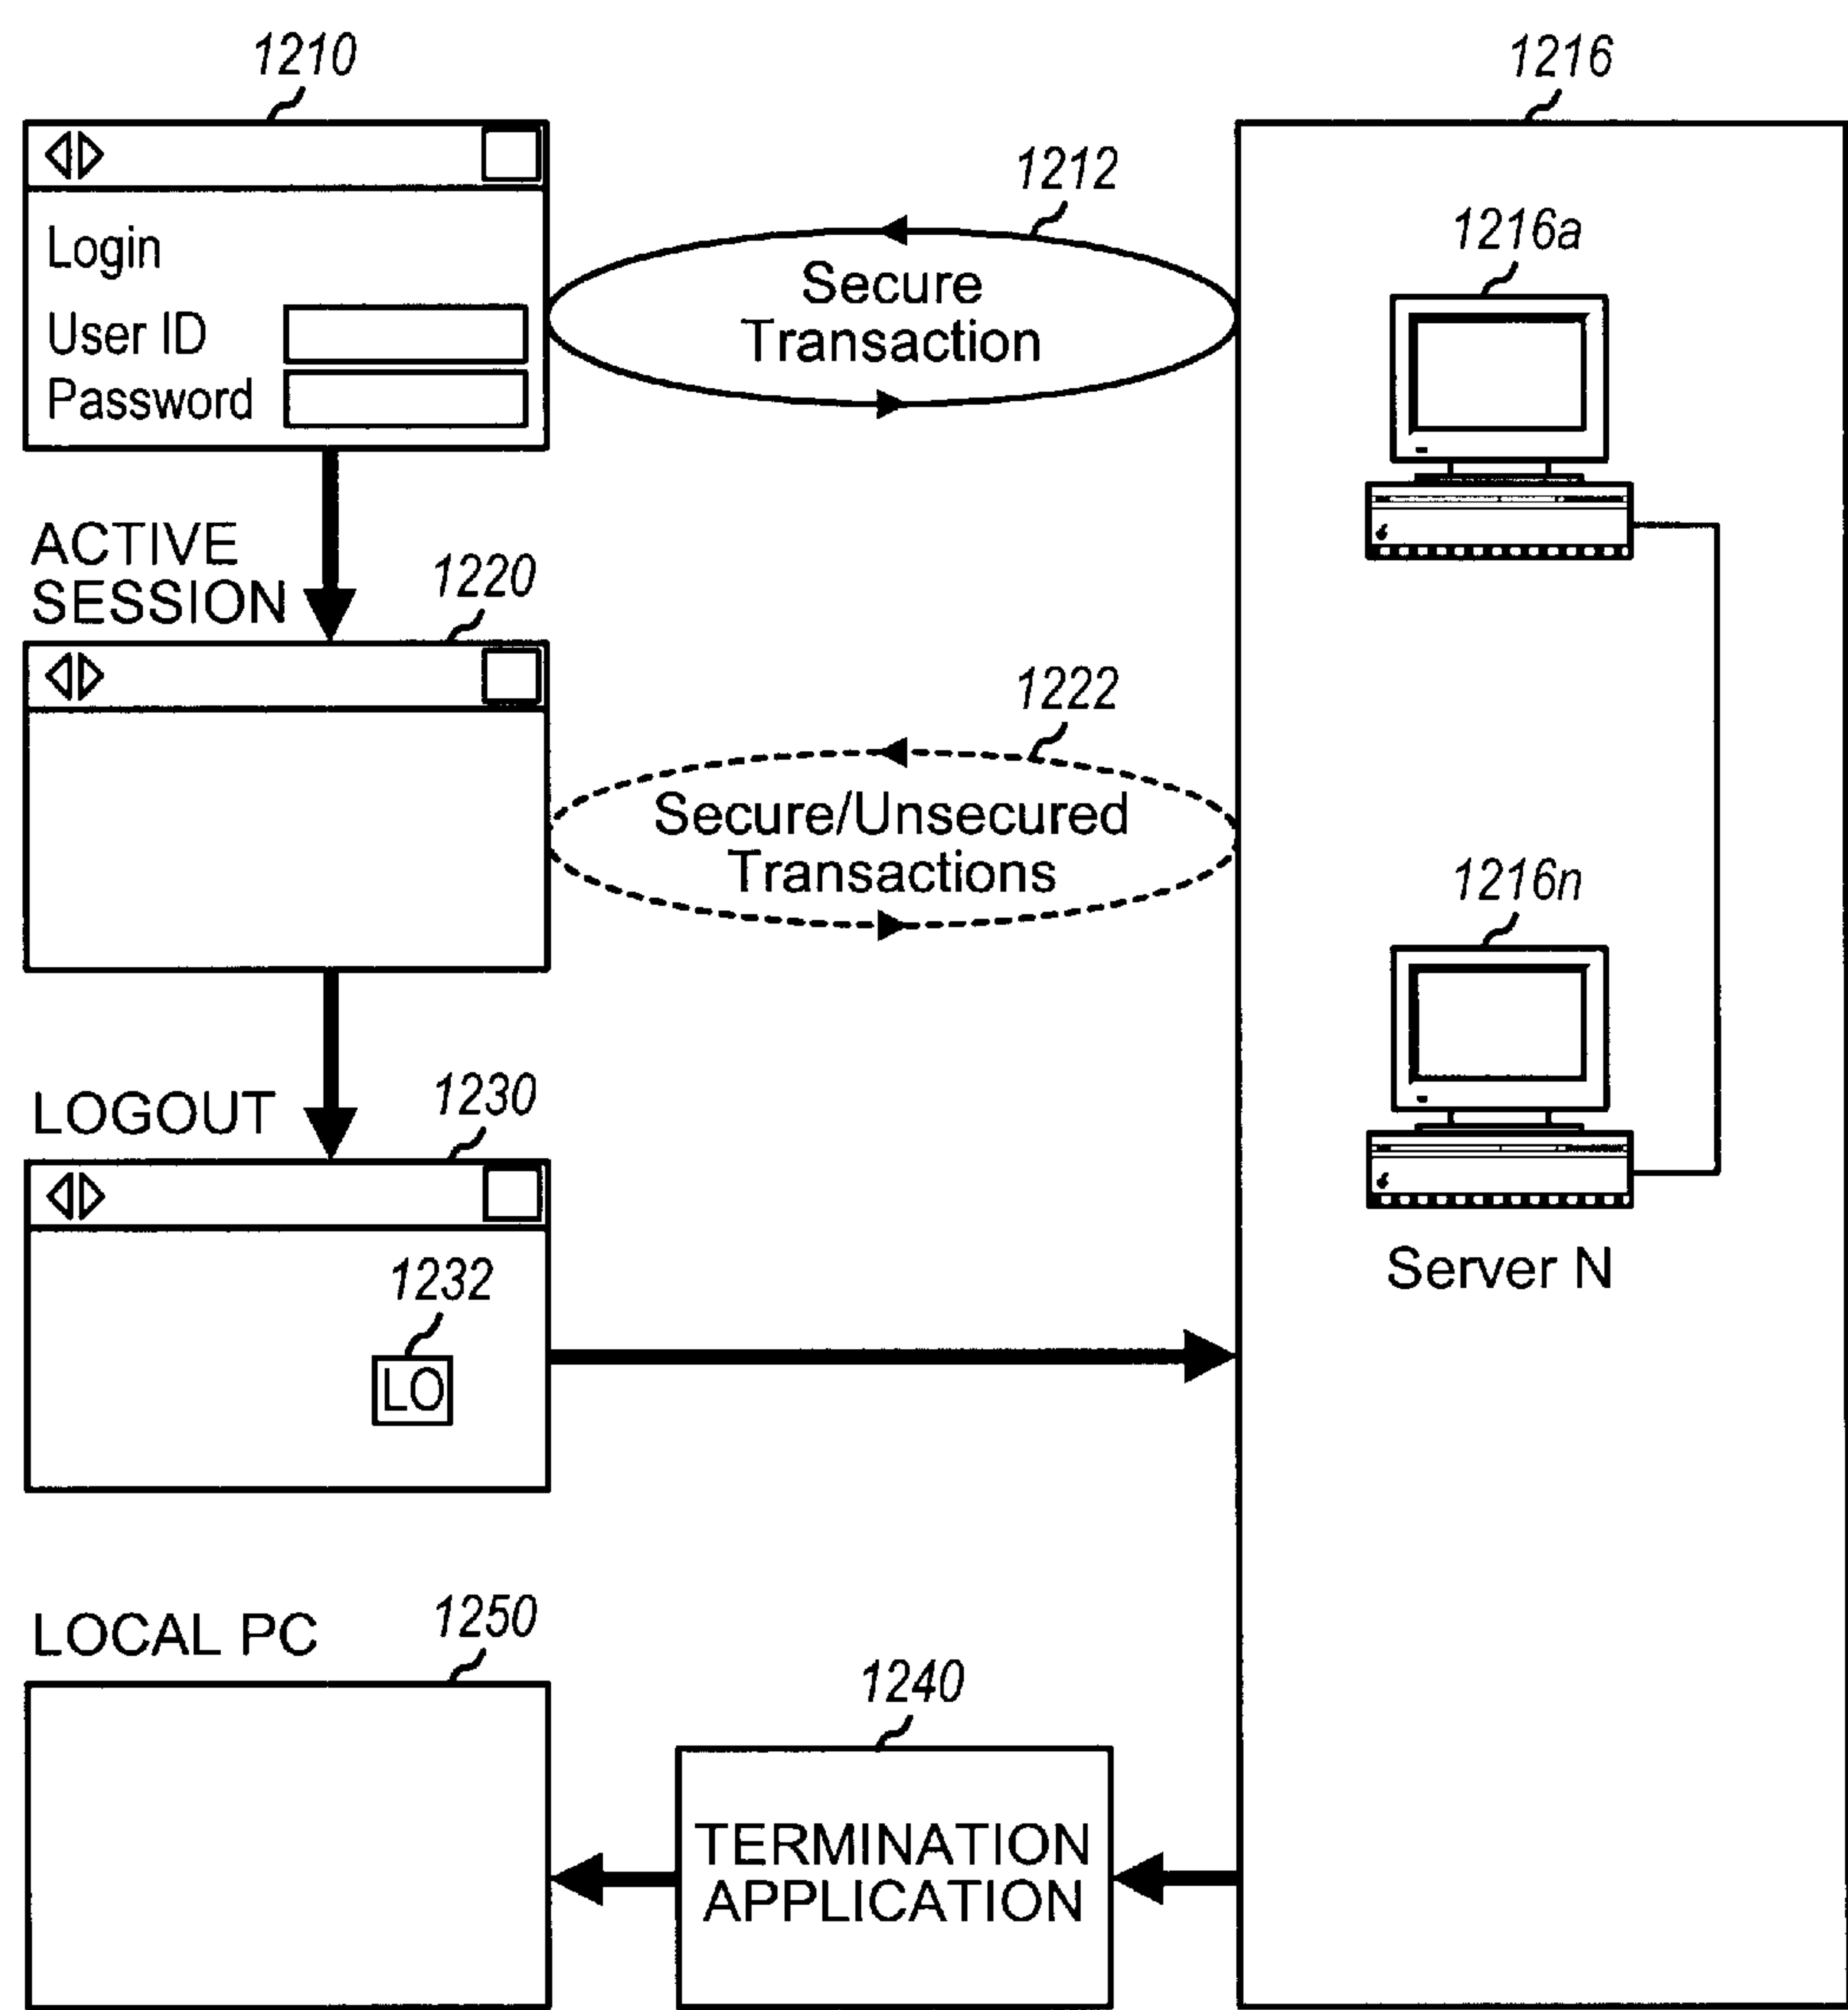 1210
1216
Login
User ID
Password
1212
Secure
Transaction
1216a
ACTIVE
SESSION
1220
1222
Secure/Unsecured
Transactions
1216n
Server N
LOGOUT
1230
1232
LO
LOCAL PC
1250
1240
TERMINATION
APPLICATION